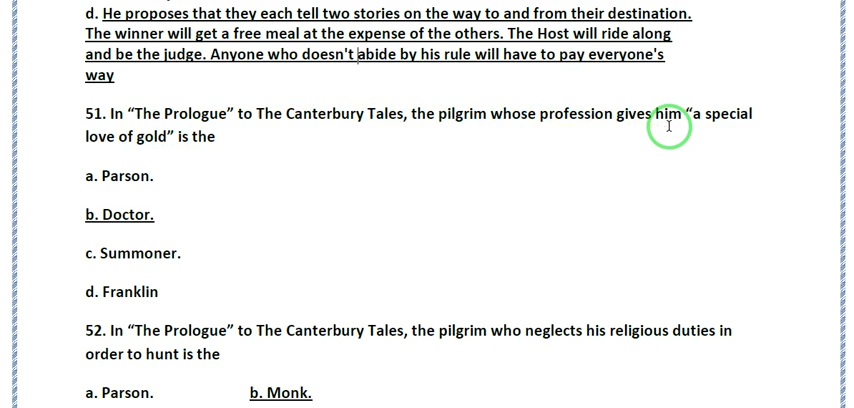 d. He proposes that they each tell two stories on the way to and from their destination.
The winner will get a free meal at the expense of the others. The Host will ride along
and be the judge. Anyone who doesn't abide by his rule will have to pay everyone's
way
51. In “The Prologue” to The Canterbury Tales, the pilgrim whose profession gives him “a special
love of gold” is the
a. Parson.
b. Doctor.
c. Summoner.
d. Franklin
52. In “The Prologue” to The Canterbury Tales, the pilgrim who neglects his religious duties in
order to hunt is the
a. Parson. b. Monk.